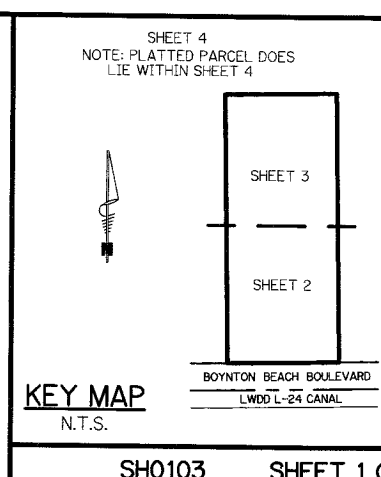 SHEET 4
NOTE: PLATTED PARCEL DOES
LIE WITHIN SHEET 4
SHEET 3
SHEET 2
BOYNTON BEACH BOULEVARD
LWDD L-24 CANAL
KEY MAP
N.T.S.
SH0103 SHEET 1